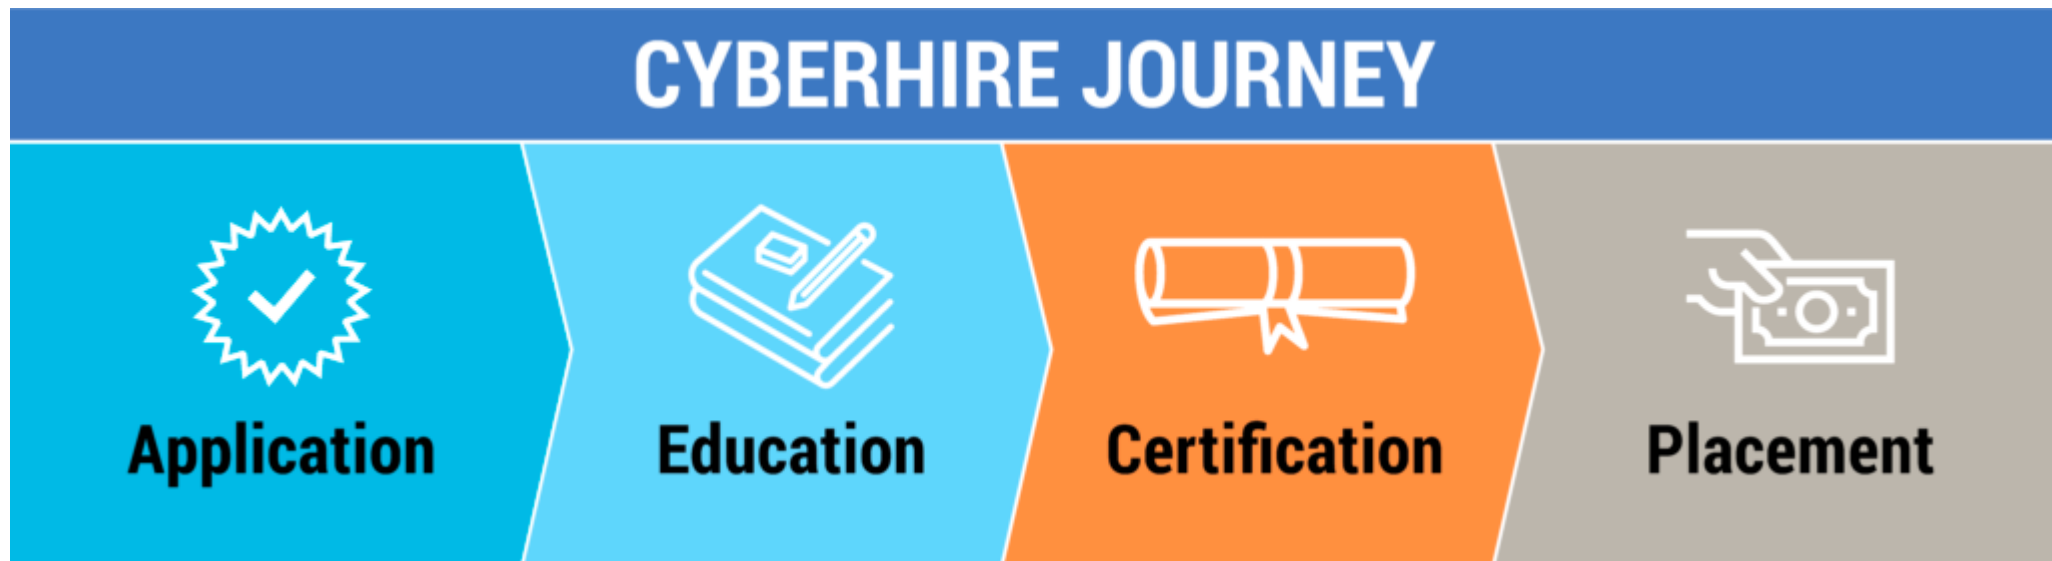 CYBERHIRE JOURNEY
Application
Education
Certification
Placement